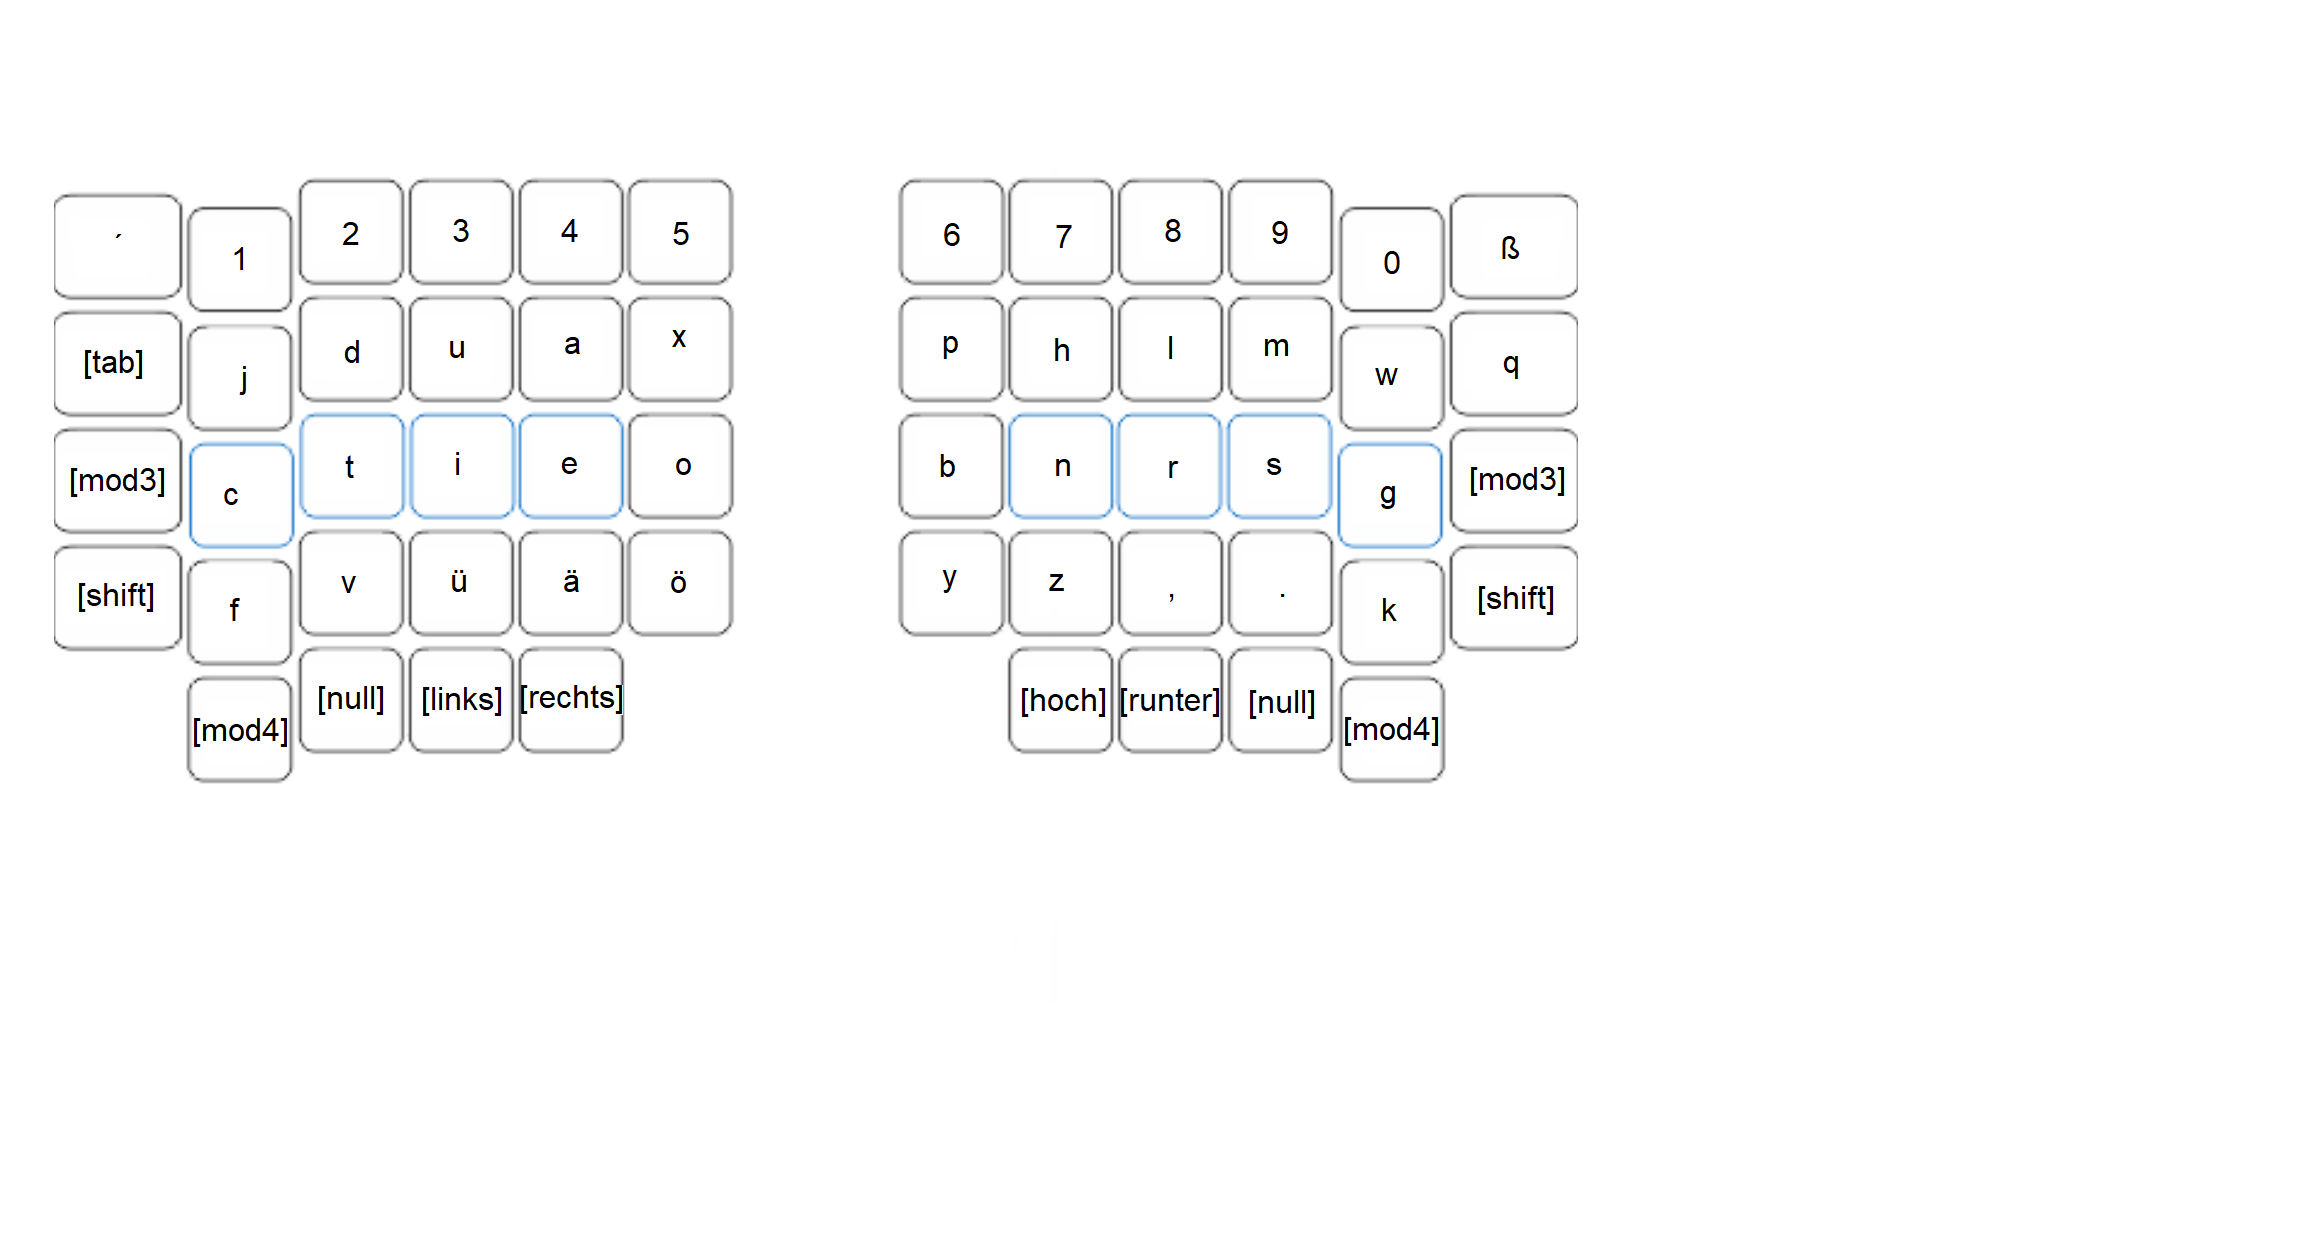 ´ 1 2 3 4 5 6 7 8 9 0 ß
[tab] j d u a x p h l m w q
[mod3] c t i e o b n r s g [mod3]
[shift] f v ü ä ö y z , . k [shift]
[mod4] [null] [links] [rechts] [hoch] [runter] [null] [mod4]